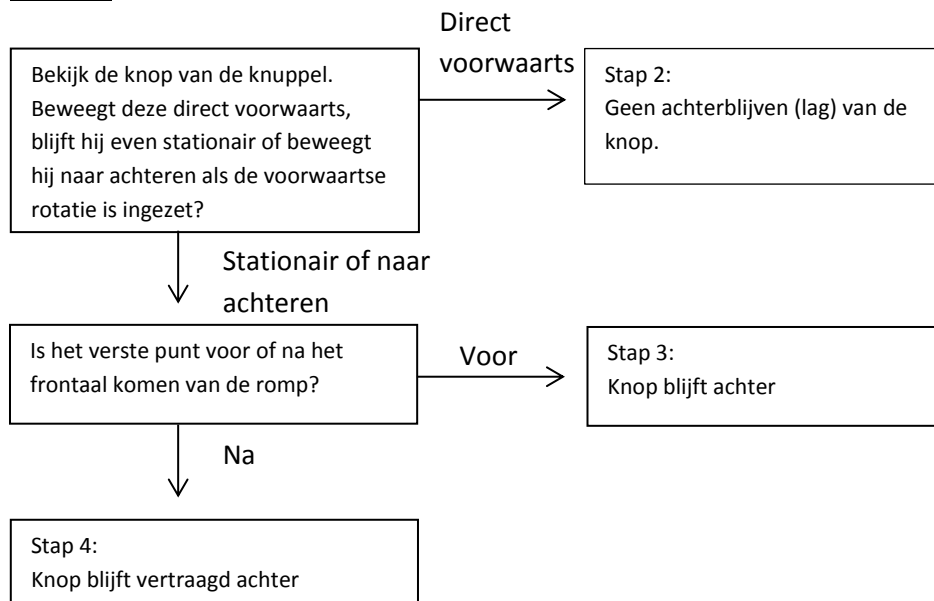 Bekijk de knop van de knuppel.
Beweegt deze direct voorwaarts,
blijft hij even stationair of beweegt
hij naar achteren als de voorwaartse
rotatie is ingezet?
Direct
voorwaarts
Stap 2:
Geen achterblijven (lag) van de
knop.
Stationair of naar
achteren
Is het verste punt voor of na het
frontaal komen van de romp?
Voor
Stap 3:
Knop blijft achter
Na
Stap 4:
Knop blijft vertraagd achter